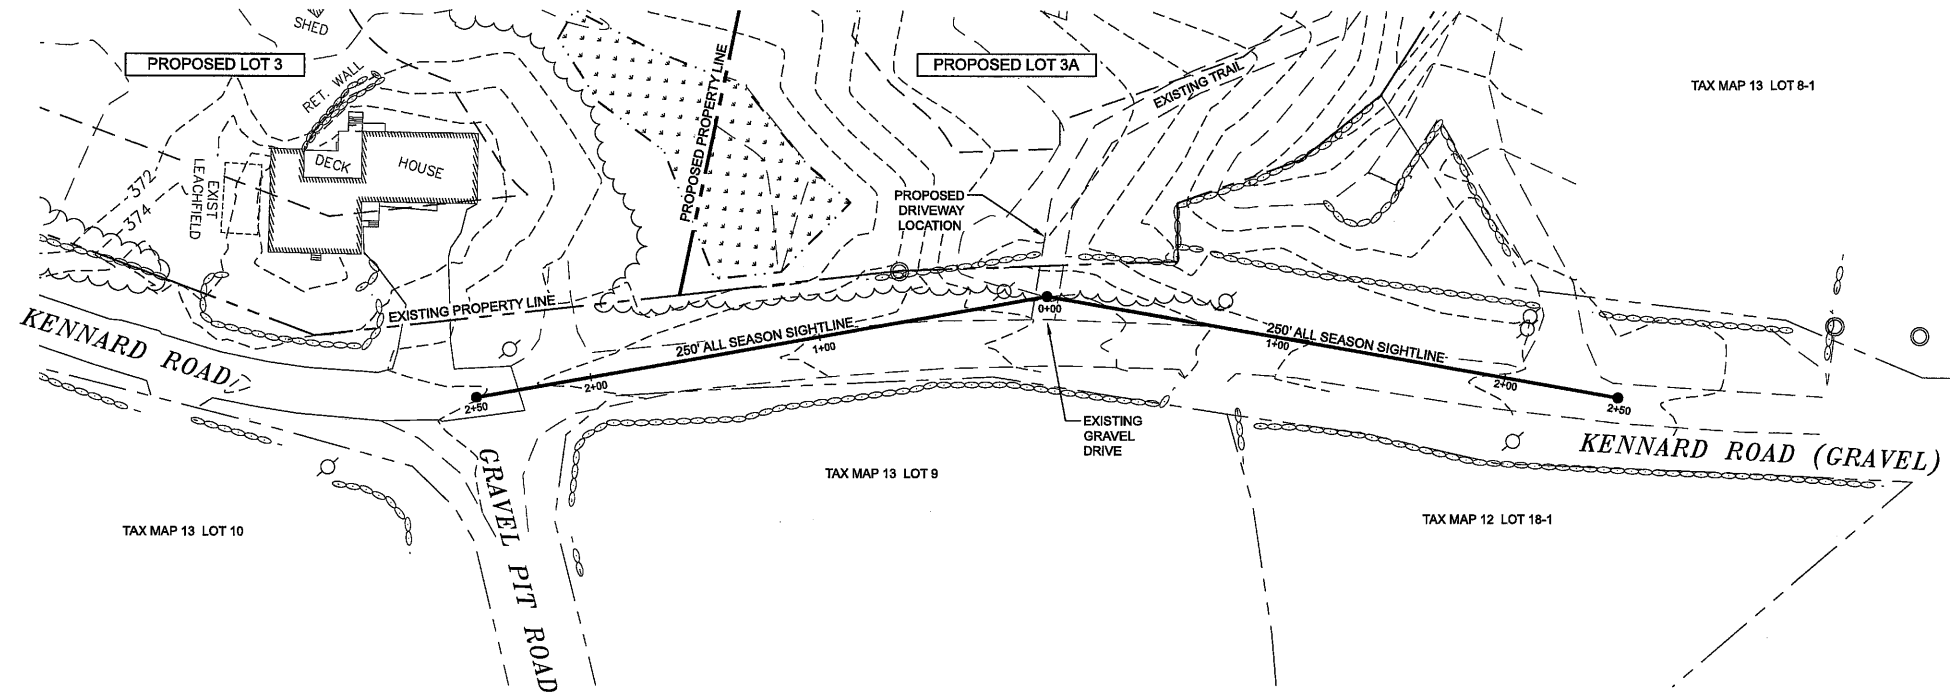 SHED
PROPOSED LOT 3
RET. WALL
DECK
HOUSE
EXIST
LEACHFIELD
372
374
PROPOSED PROPERTY LINE
PROPOSED PROPERTY LINE
PROPOSED LOT 3A
EXISTING TRAIL
TAX MAP 13 LOT 8-1
PROPOSED
DRIVEWAY
LOCATION
EXISTING PROPERTY LINE
KENNARD ROAD
250' ALL SEASON SIGHTLINE
250' ALL SEASON SIGHTLINE
0+00
1+00
2+00
2+50
1+00
2+00
2+50
EXISTING
GRAVEL
DRIVE
KENNARD ROAD (GRAVEL)
GRAVEL PIT ROAD
TAX MAP 13 LOT 9
TAX MAP 13 LOT 10
TAX MAP 12 LOT 18-1